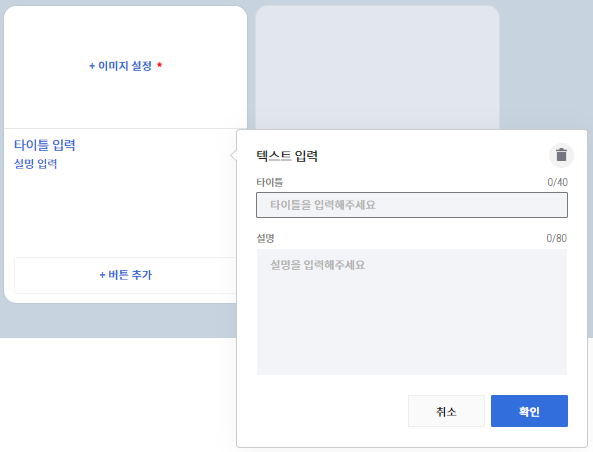 + 이미지 설정 *
타이틀 입력
설명 입력
+ 버튼 추가
텍스트 입력
타이틀 0/40
타이틀을 입력해주세요
설명 0/80
설명을 입력해주세요
취소 확인